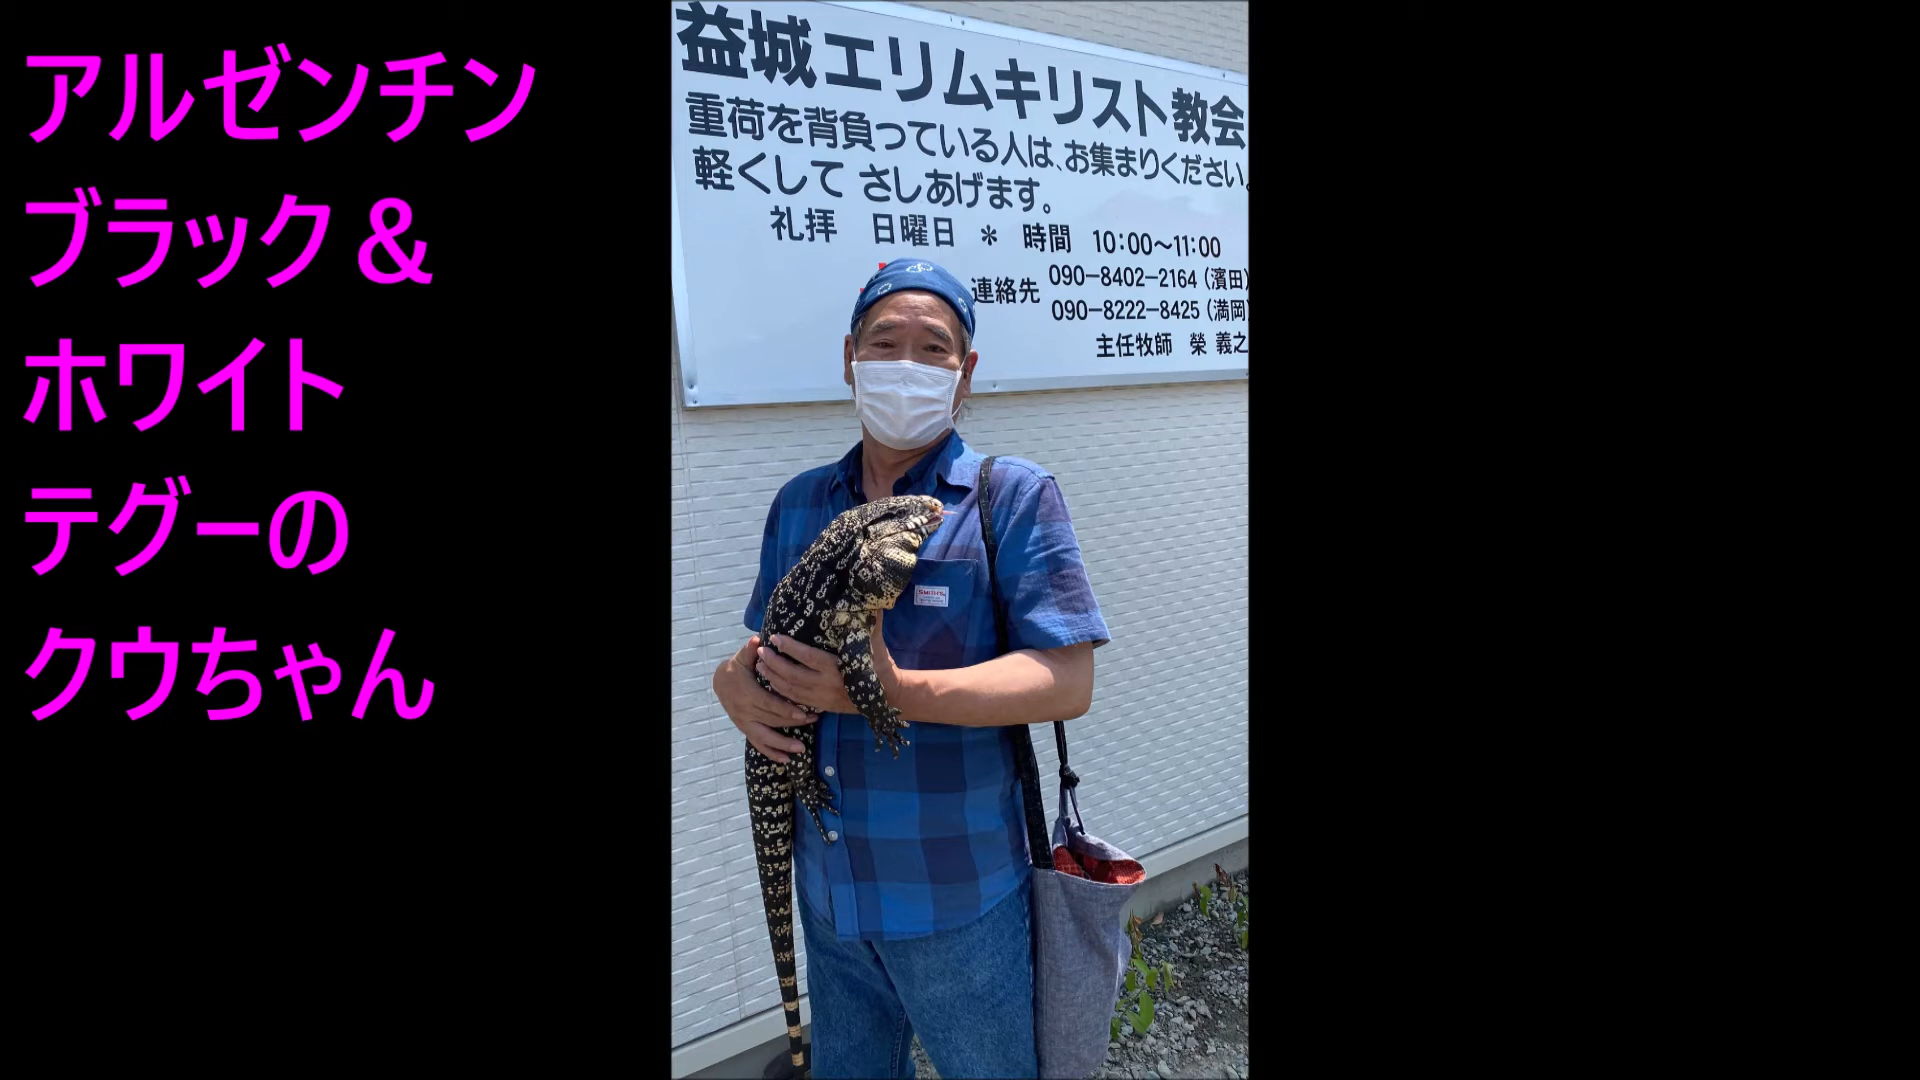 アルゼンチン
ブラック&
ホワイト
テグーの
クウちゃん
益城エリムキリスト教会
重荷を背負っている人は、お集まりください。
軽くして さしあげます。
礼拝 日曜日 * 時間 10:00〜11:00
連絡先 090-8402-2164 (濱田)
090-8222-8425 (満岡)
主任牧師 榮 義之
SMITH'S